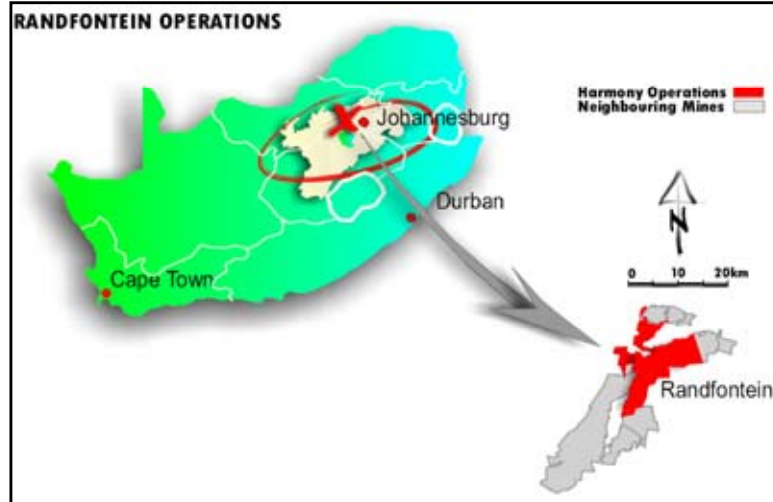 RANDFONTEIN OPERATIONS
Harmony Operations
Neighbouring Mines
X
Johannesburg
Durban
N
Cape Town
0 10 20km
Randfontein